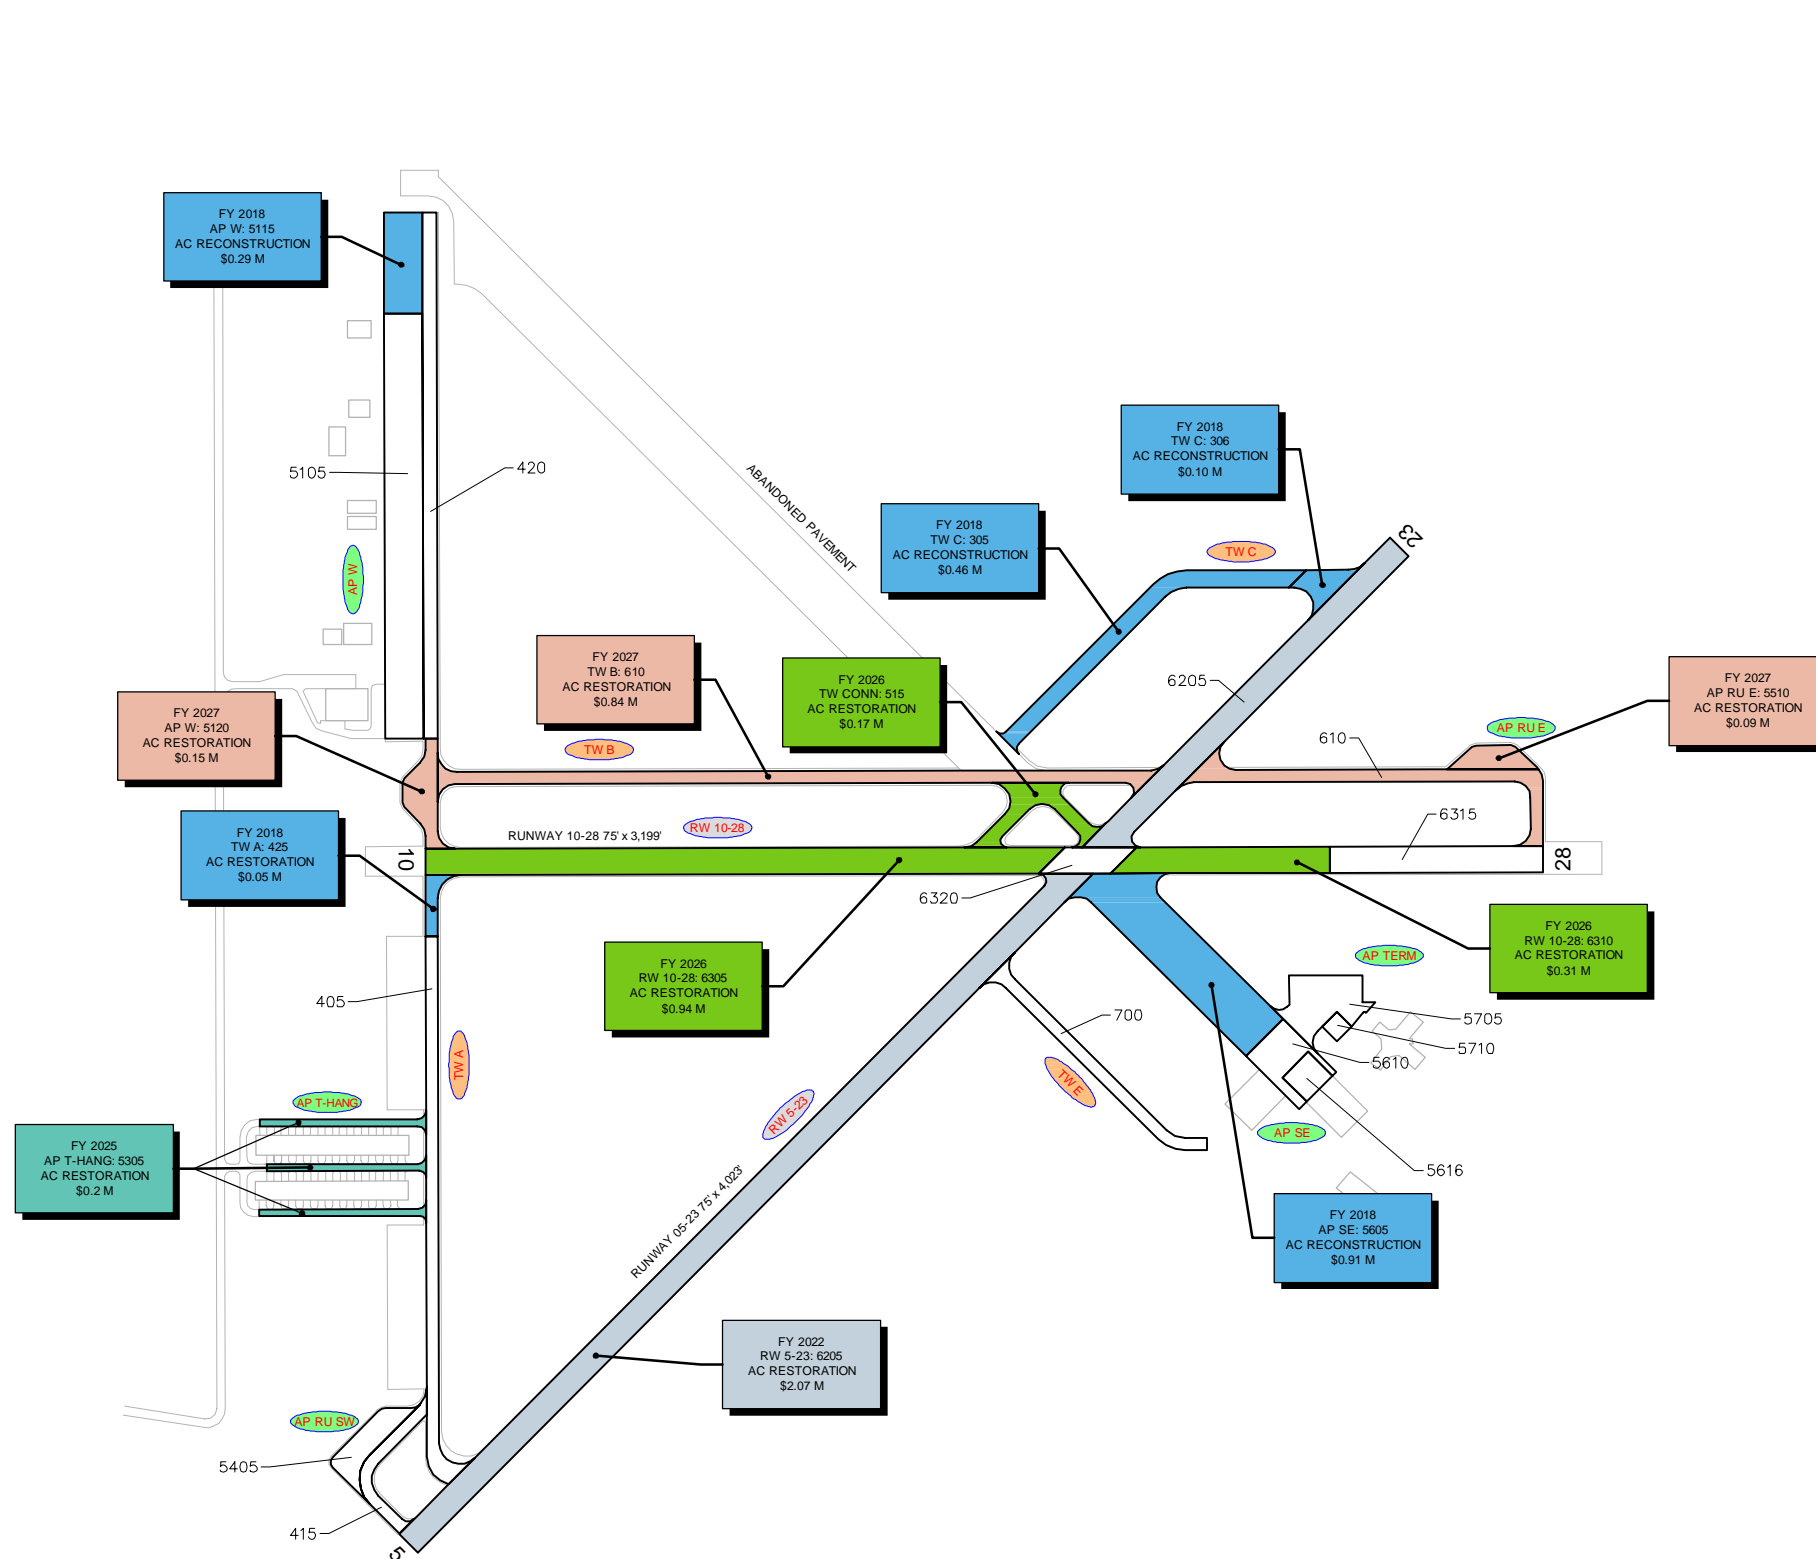 FY 2018
AP W: 5115
AC RECONSTRUCTION
$0.29 M
FY 2018
TW C: 306
AC RECONSTRUCTION
$0.10 M
5105
420
ABANDONED PAVEMENT
FY 2018
TW C: 305
AC RECONSTRUCTION
$0.46 M
23
TW C
AP W
FY 2027
TW B: 610
AC RESTORATION
$0.84 M
FY 2026
TW CONN: 515
AC RESTORATION
$0.17 M
6205
FY 2027
AP RU E: 5510
AC RESTORATION
$0.09 M
FY 2027
AP W: 5120
AC RESTORATION
$0.15 M
TW B
610
AP RU E
FY 2018
TW A: 425
AC RESTORATION
$0.05 M
RUNWAY 10-28 75' x 3,199'
RW 10-28
6315
10
28
6320
FY 2026
RW 10-28: 6305
AC RESTORATION
$0.94 M
FY 2026
RW 10-28: 6310
AC RESTORATION
$0.31 M
AP TERM
405
700
5705
5710
5610
TW A
TW E
AP T-HANG
RW 5-23
AP SE
FY 2025
AP T-HANG: 5305
AC RESTORATION
$0.2 M
5616
RUNWAY 05-23 75' x 4,023'
FY 2018
AP SE: 5605
AC RECONSTRUCTION
$0.91 M
FY 2022
RW 5-23: 6205
AC RESTORATION
$2.07 M
AP RU SW
5405
415
5